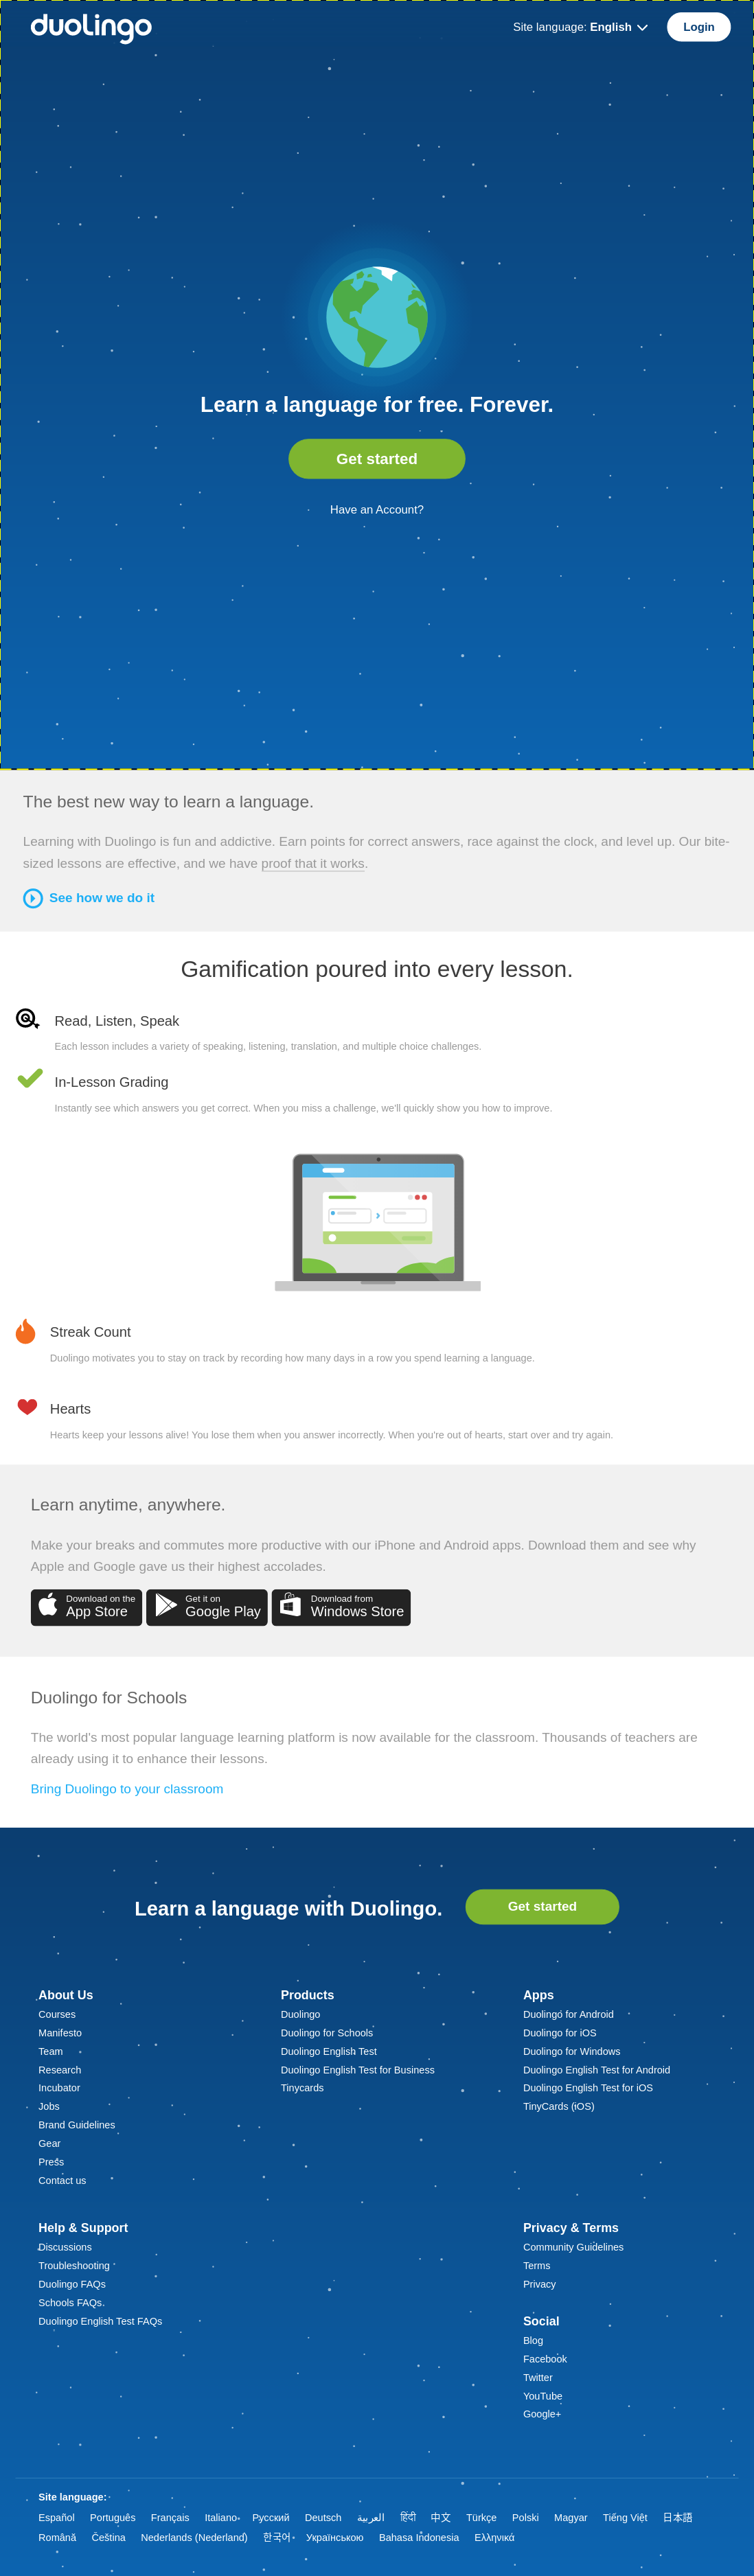 duolingo
Site language: English
Login
Learn a language for free. Forever.
Get started
Have an Account?
The best new way to learn a language.
Learning with Duolingo is fun and addictive. Earn points for correct answers, race against the clock, and level up. Our bite-
sized lessons are effective, and we have proof that it works.
See how we do it
Gamification poured into every lesson.
Read, Listen, Speak
Each lesson includes a variety of speaking, listening, translation, and multiple choice challenges.
In-Lesson Grading
Instantly see which answers you get correct. When you miss a challenge, we'll quickly show you how to improve.
Streak Count
Duolingo motivates you to stay on track by recording how many days in a row you spend learning a language.
Hearts
Hearts keep your lessons alive! You lose them when you answer incorrectly. When you're out of hearts, start over and try again.
Learn anytime, anywhere.
Make your breaks and commutes more productive with our iPhone and Android apps. Download them and see why
Apple and Google gave us their highest accolades.
Download on the
App Store
Get it on
Google Play
Download from
Windows Store
Duolingo for Schools
The world's most popular language learning platform is now available for the classroom. Thousands of teachers are
already using it to enhance their lessons.
Bring Duolingo to your classroom
Learn a language with Duolingo.
Get started
About Us
Courses
Manifesto
Team
Research
Incubator
Jobs
Brand Guidelines
Gear
Press
Contact us
Products
Duolingo
Duolingo for Schools
Duolingo English Test
Duolingo English Test for Business
Tinycards
Apps
Duolingo for Android
Duolingo for iOS
Duolingo for Windows
Duolingo English Test for Android
Duolingo English Test for iOS
TinyCards (iOS)
Help & Support
Discussions
Troubleshooting
Duolingo FAQs
Schools FAQs
Duolingo English Test FAQs
Privacy & Terms
Community Guidelines
Terms
Privacy
Social
Blog
Facebook
Twitter
YouTube
Google+
Site language:
Español Português Français Italiano Русский Deutsch العربية हिंदी 中文 Türkçe Polski Magyar Tiếng Việt 日本語
Română Čeština Nederlands (Nederland) 한국어 Українською Bahasa Indonesia Ελληνικά